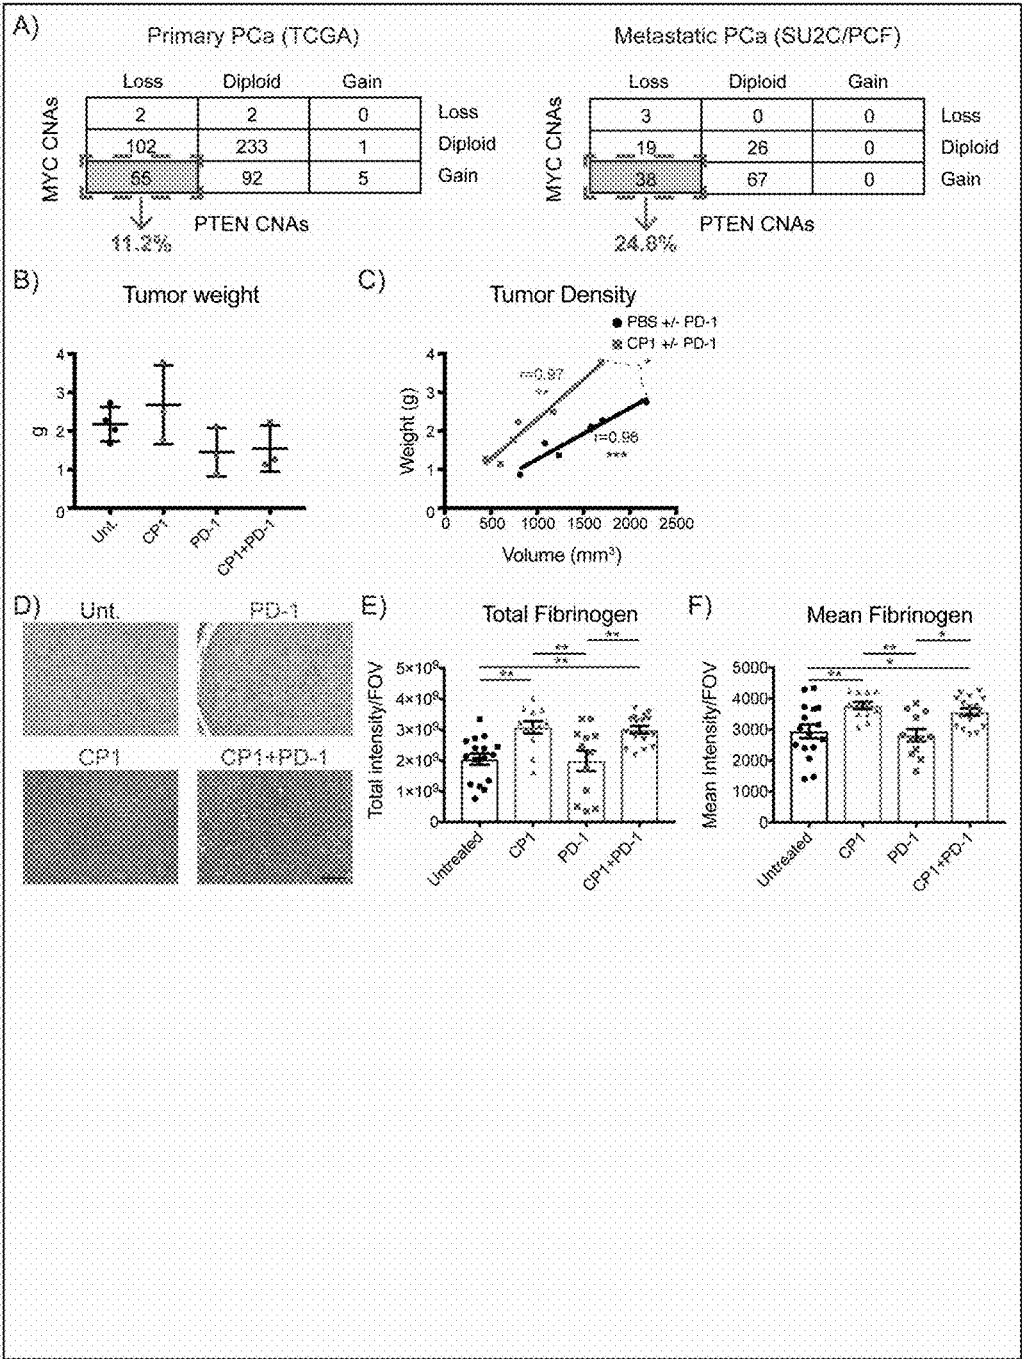 A)
Primary PCa (TCGA)
Metastatic PCa (SU2C/PCF)
Loss Diploid Gain
MYC CNAs
2 2 0 Loss
102 233 1 Diploid
55 92 5 Gain
11.2%
PTEN CNAs
Loss Diploid Gain
MYC CNAs
3 0 0 Loss
19 26 0 Diploid
38 67 0 Gain
24.8%
PTEN CNAs
B)
Tumor weight
g
4
3
2
1
0
Unt.
CP1
PD-1
CP1+PD-1
C)
Tumor Density
PBS +/- PD-1
CP1 +/- PD-1
Weight (g)
4
3
2
1
0
r=0.97
**
r=0.98
***
*
0 500 1000 1500 2000 2500
Volume (mm³)
D)
Unt. PD-1
CP1 CP1+PD-1
E)
Total Fibrinogen
**
**
**
**
Total intensity/FOV
5×10⁹
4×10⁹
3×10⁹
2×10⁹
1×10⁹
0
Untreated
CP1
PD-1
CP1+PD-1
F)
Mean Fibrinogen
*
**
*
**
Mean Intensity/FOV
5000
4000
3000
2000
1000
0
Untreated
CP1
PD-1
CP1+PD-1